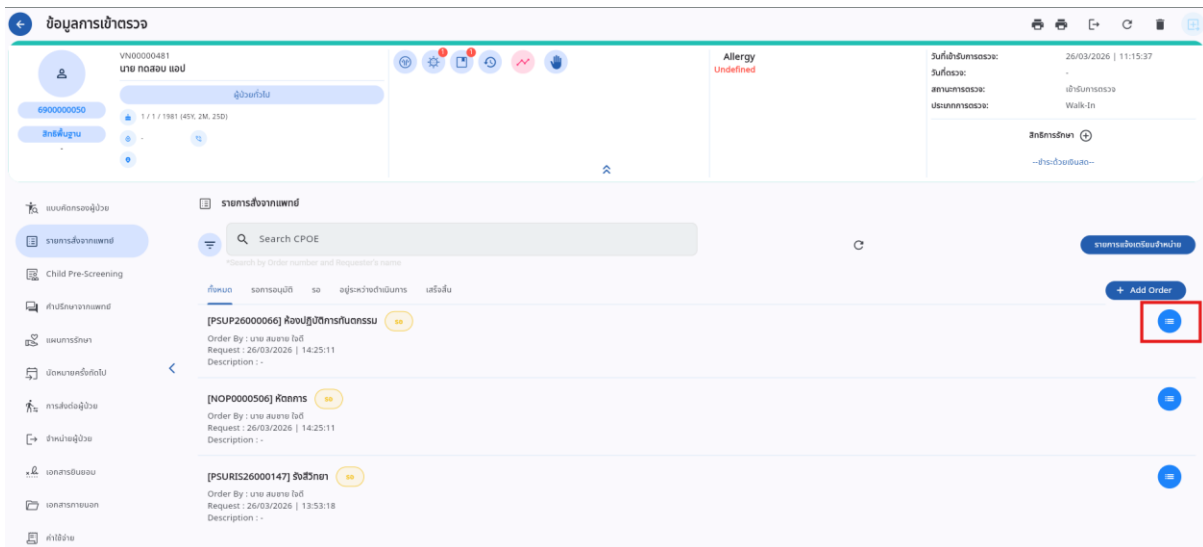 ข้อมูลการเข้าตรวจ
VN00000481
นาย ทดสอบ แอป
ผู้ป่วยทั่วไป
6900000050
1 / 1 / 1981 (45Y, 2M, 25D)
สิทธิพื้นฐาน
-
-
1
1
Allergy
Undefined
วันที่เข้ารับการตรวจ: 26/03/2026 | 11:15:37
วันที่ตรวจ: -
สถานะการตรวจ: เข้ารับการตรวจ
ประเภทการตรวจ: Walk-In
สิทธิการรักษา
--ชำระด้วยเงินสด--
แบบคัดกรองผู้ป่วย
รายการสั่งจากแพทย์
Child Pre-Screening
คำปรึกษาจากแพทย์
แผนการรักษา
นัดหมายครั้งถัดไป
การส่งต่อผู้ป่วย
จำหน่ายผู้ป่วย
เอกสารยินยอม
เอกสารภายนอก
ค่าใช้จ่าย
รายการสั่งจากแพทย์
Search CPOE
*Search by Order number and Requester's name
รายการแจ้งเตรียมจำหน่าย
ทั้งหมด รอการอนุมัติ รอ อยู่ระหว่างดำเนินการ เสร็จสิ้น
+ Add Order
[PSUP26000066] ห้องปฏิบัติการทันตกรรม รอ
Order By : นาย สมชาย ใจดี
Request : 26/03/2026 | 14:25:11
Description : -
[NOP0000506] หัตถการ รอ
Order By : นาย สมชาย ใจดี
Request : 26/03/2026 | 14:25:11
Description : -
[PSURIS26000147] รังสีวิทยา รอ
Order By : นาย สมชาย ใจดี
Request : 26/03/2026 | 13:53:18
Description : -